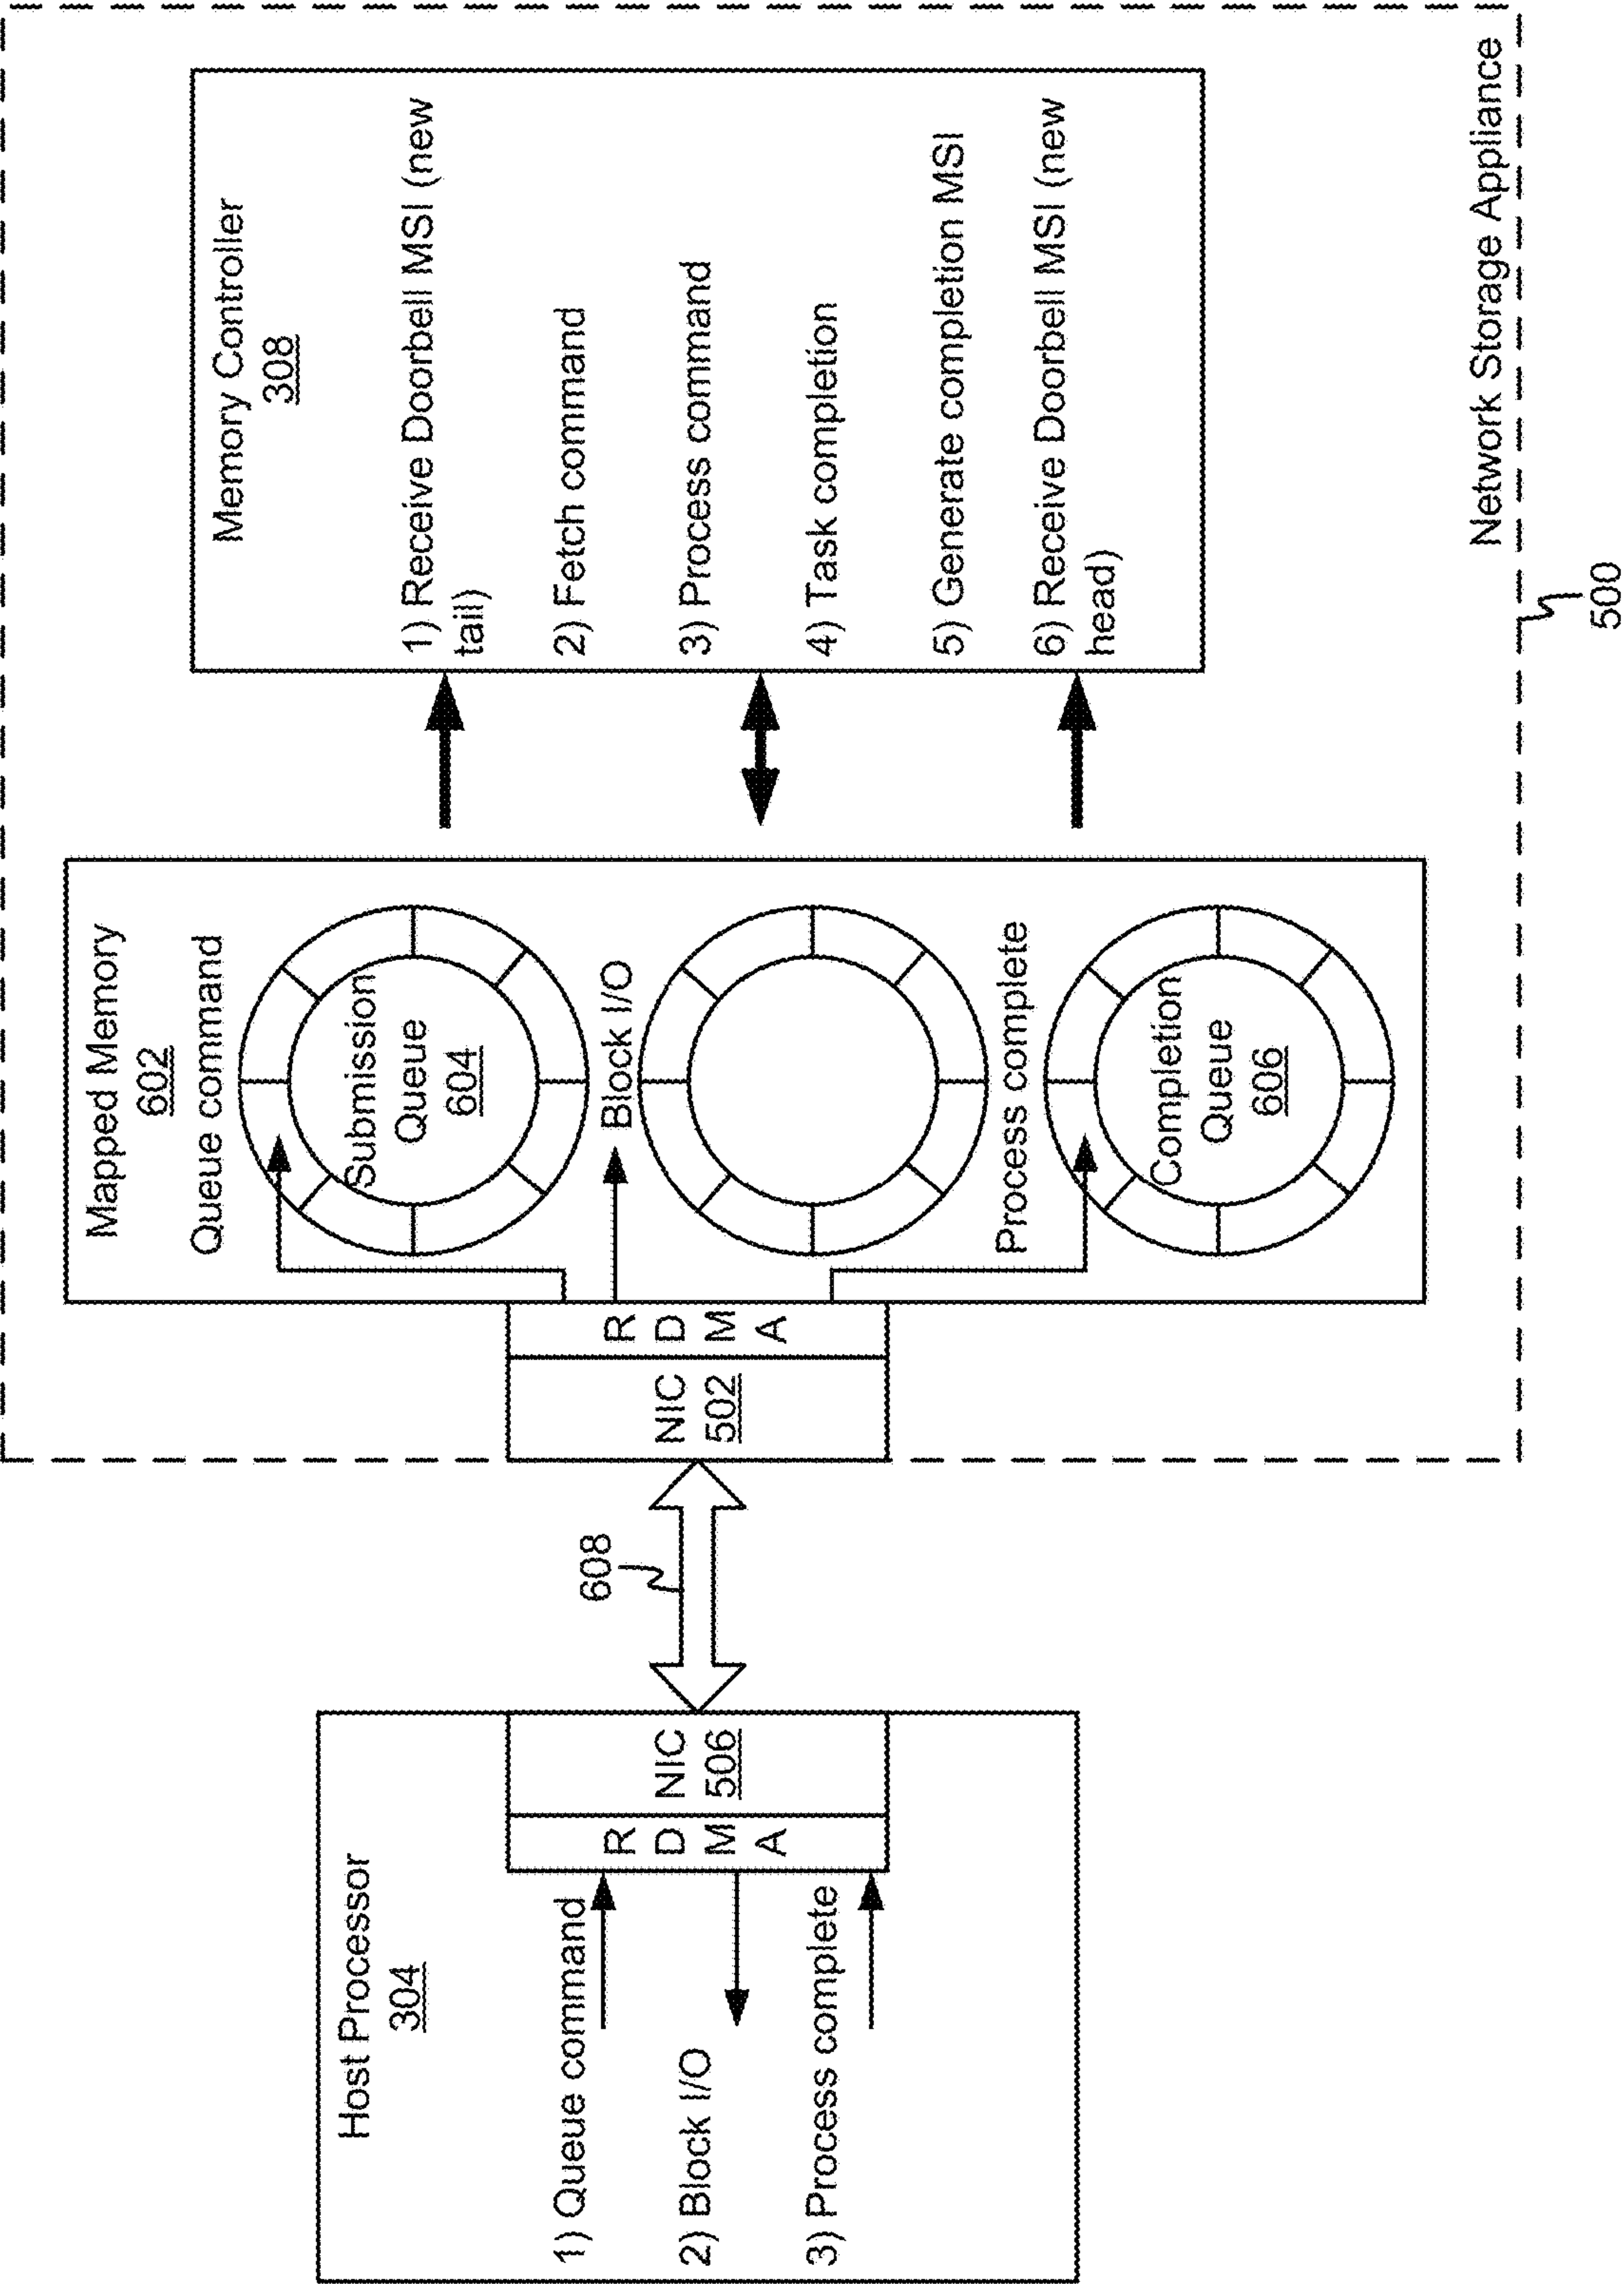 Host Processor
304
1) Queue command
2) Block I/O
3) Process complete
R
D
M
A
NIC
506
608
NIC
502
R
D
M
A
Mapped Memory
602
Queue command
Submission
Queue
604
Block I/O
Process complete
Completion
Queue
606
Memory Controller
308
1) Receive Doorbell MSI (new
tail)
2) Fetch command
3) Process command
4) Task completion
5) Generate completion MSI
6) Receive Doorbell MSI (new
head)
Network Storage Appliance
500